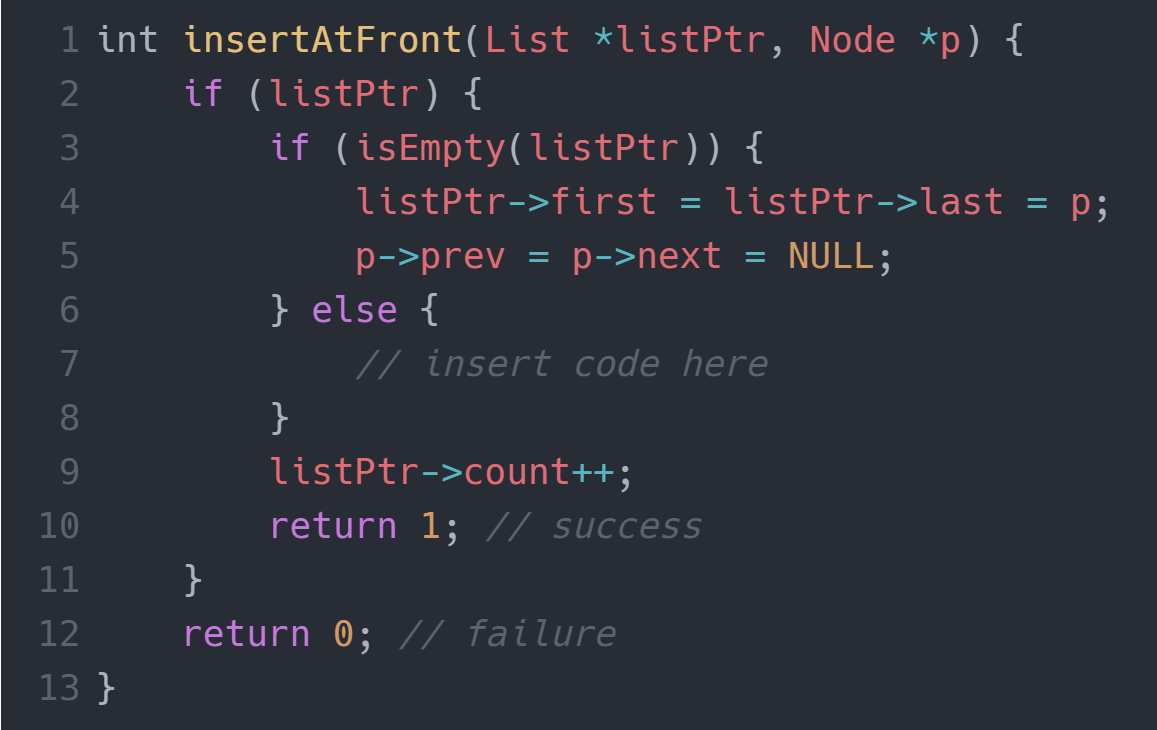 1 int insertAtFront(List *listPtr, Node *p) {
2     if (listPtr) {
3         if (isEmpty(listPtr)) {
4             listPtr->first = listPtr->last = p;
5             p->prev = p->next = NULL;
6         } else {
7             // insert code here
8         }
9         listPtr->count++;
10         return 1; // success
11     }
12     return 0; // failure
13 }